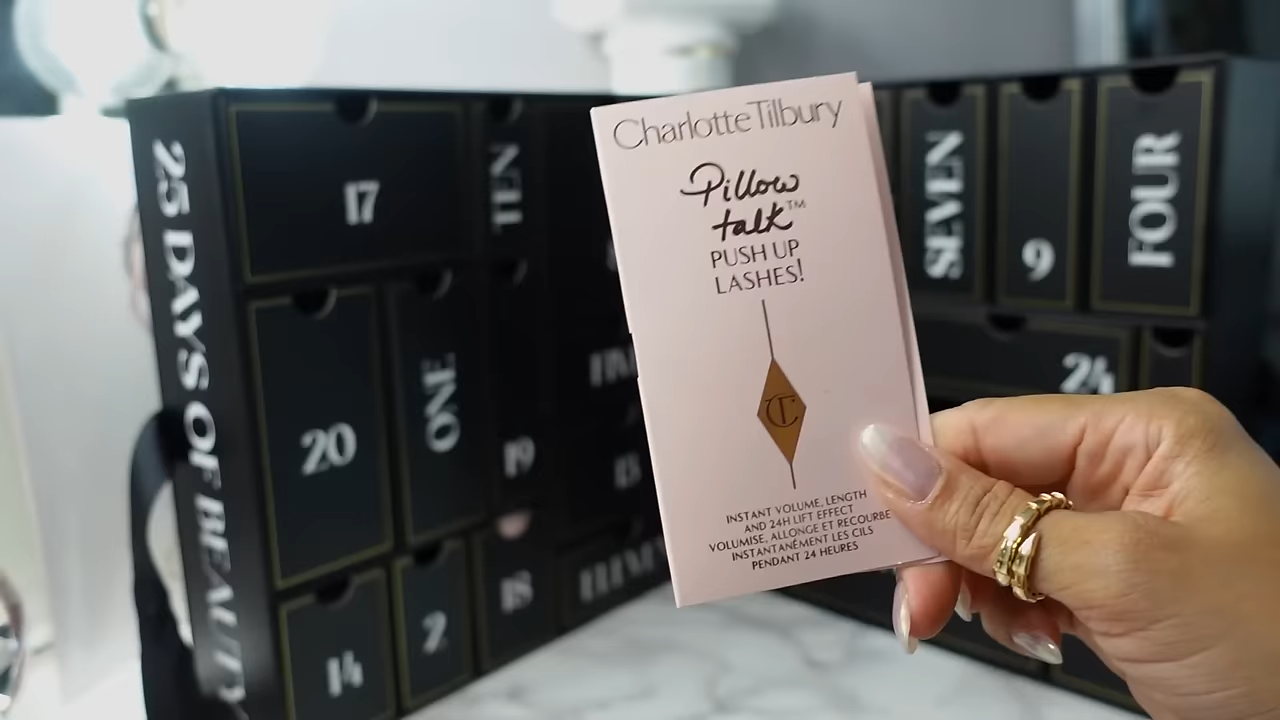 25 DAYS OF BEAUTY
17
TEN
20
ONE
19
14
2
18
ELEVEN
Charlotte Tilbury
Pillow
talk™
PUSH UP
LASHES!
CT
INSTANT VOLUME, LENGTH
AND 24H LIFT EFFECT
VOLUMISE, ALLONGE ET RECOURBE
INSTANTANÉMENT LES CILS
PENDANT 24 HEURES
SEVEN
9
FOUR
24